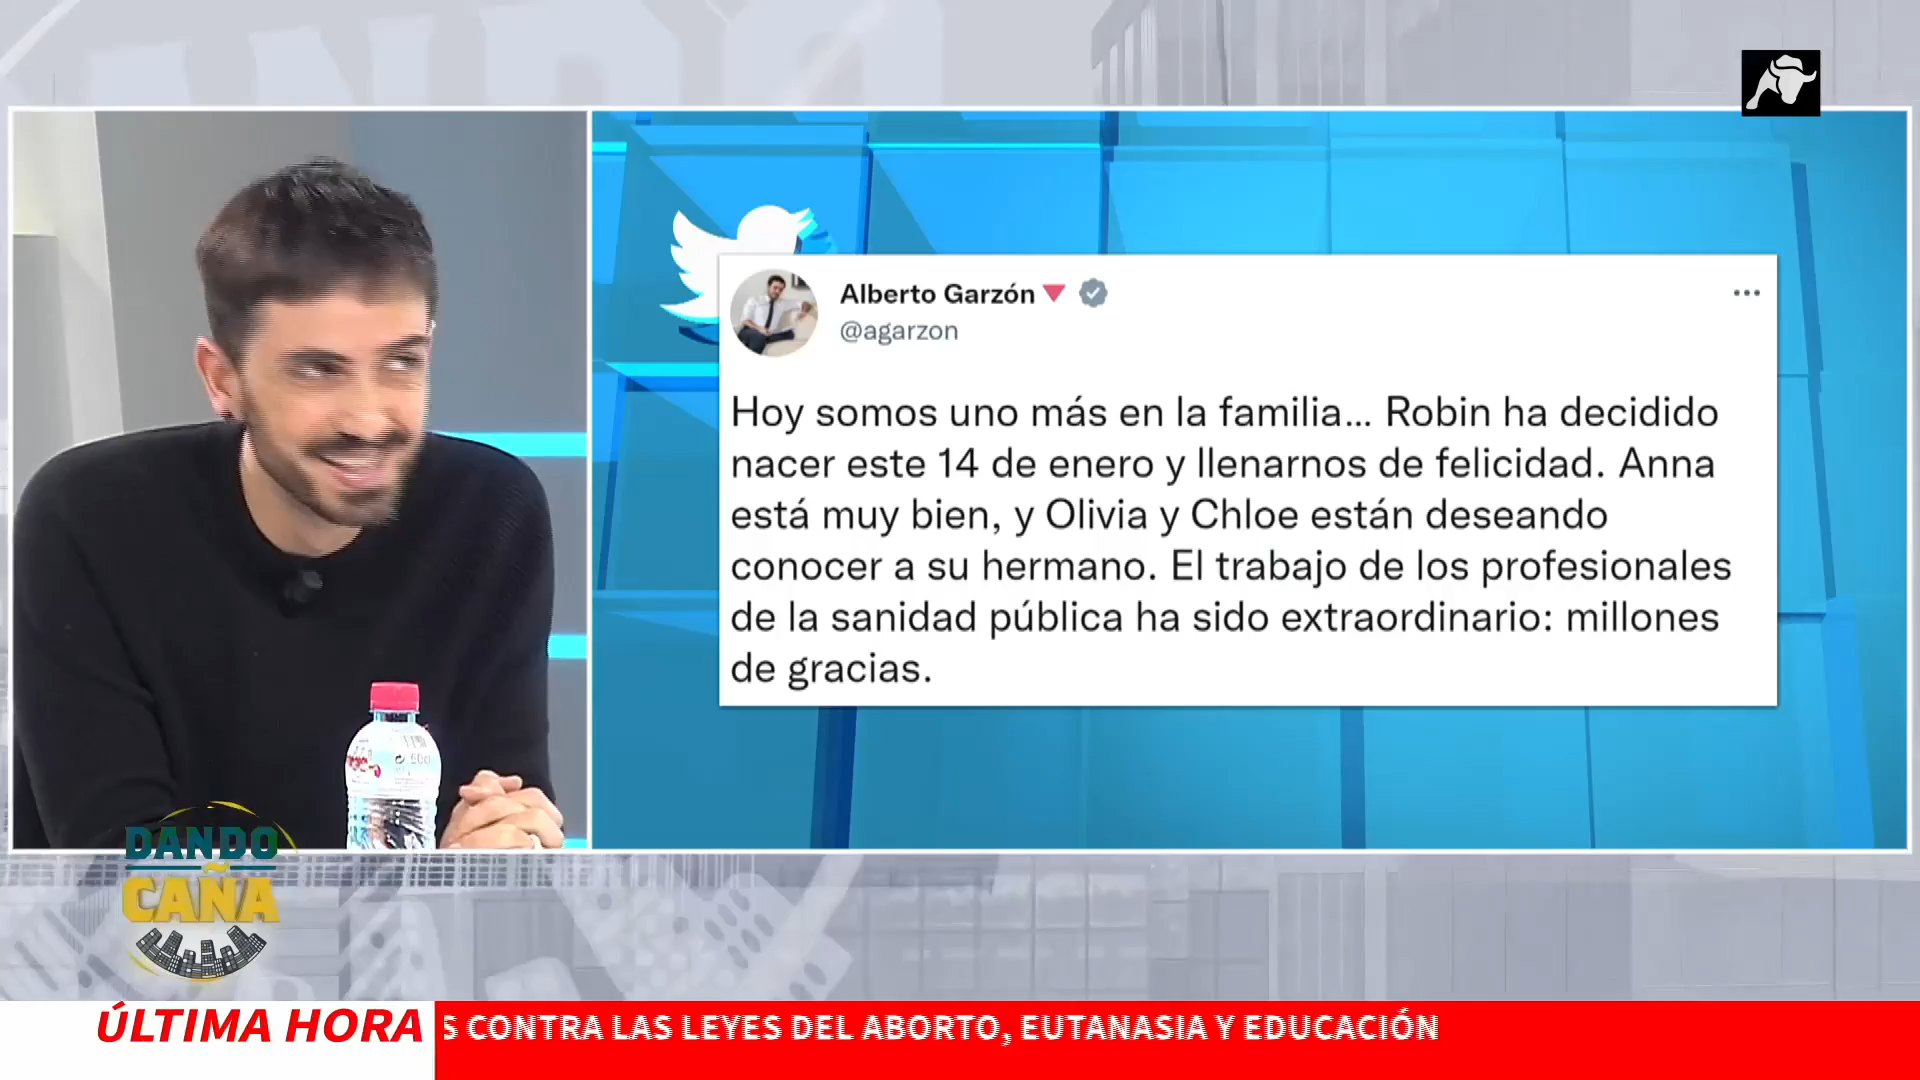 Alberto Garzón
@agarzon
Hoy somos uno más en la familia... Robin ha decidido
nacer este 14 de enero y llenarnos de felicidad. Anna
está muy bien, y Olivia y Chloe están deseando
conocer a su hermano. El trabajo de los profesionales
de la sanidad pública ha sido extraordinario: millones
de gracias.
DANDO
CAÑA
ÚLTIMA HORA
S CONTRA LAS LEYES DEL ABORTO, EUTANASIA Y EDUCACIÓN